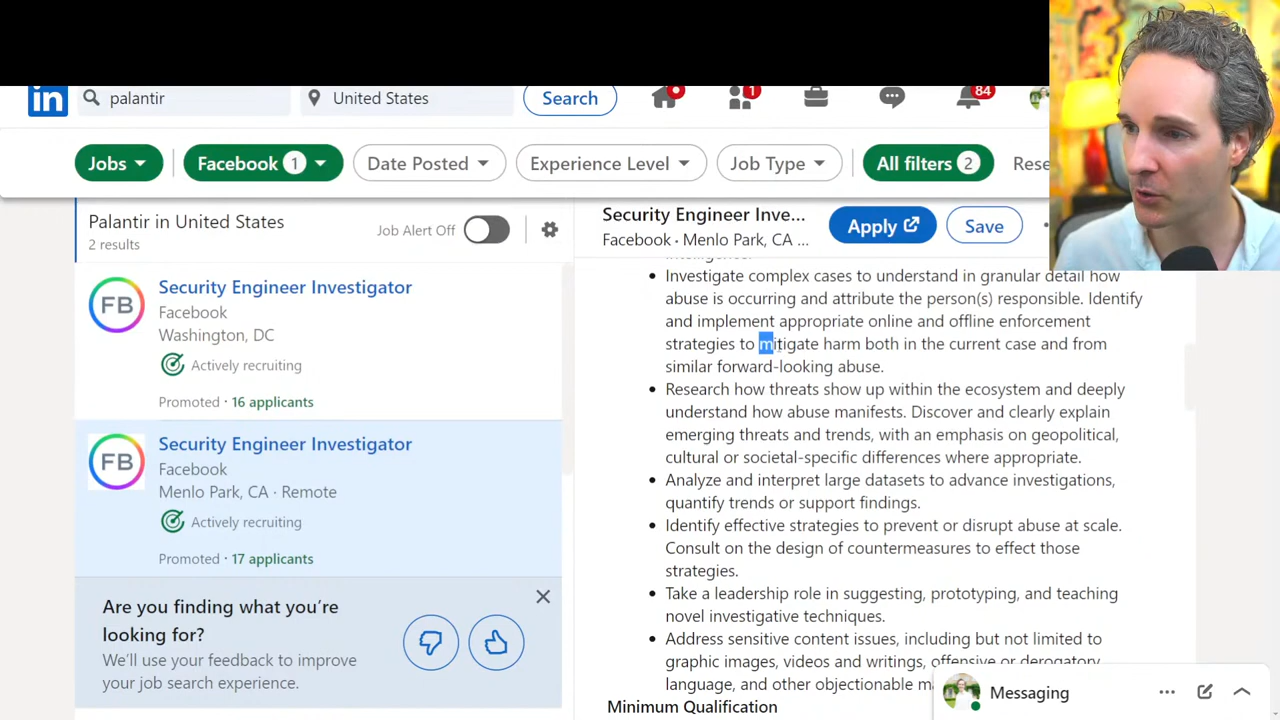 in
palantir
United States
Search
1
84
Jobs
Facebook 1
Date Posted
Experience Level
Job Type
All filters 2
Rese
Palantir in United States
2 results
Job Alert Off
Security Engineer Investigator
Facebook
Washington, DC
Actively recruiting
Promoted · 16 applicants
Security Engineer Investigator
Facebook
Menlo Park, CA · Remote
Actively recruiting
Promoted · 17 applicants
FB
FB
Are you finding what you're
looking for?
We'll use your feedback to improve
your job search experience.
Security Engineer Inve...
Facebook · Menlo Park, CA ...
Apply
Save
intelligence.
• Investigate complex cases to understand in granular detail how
abuse is occurring and attribute the person(s) responsible. Identify
and implement appropriate online and offline enforcement
strategies to mitigate harm both in the current case and from
similar forward-looking abuse.
• Research how threats show up within the ecosystem and deeply
understand how abuse manifests. Discover and clearly explain
emerging threats and trends, with an emphasis on geopolitical,
cultural or societal-specific differences where appropriate.
• Analyze and interpret large datasets to advance investigations,
quantify trends or support findings.
• Identify effective strategies to prevent or disrupt abuse at scale.
Consult on the design of countermeasures to effect those
strategies.
• Take a leadership role in suggesting, prototyping, and teaching
novel investigative techniques.
• Address sensitive content issues, including but not limited to
graphic images, videos and writings, offensive or derogatory
language, and other objectionable
Minimum Qualification
Messaging